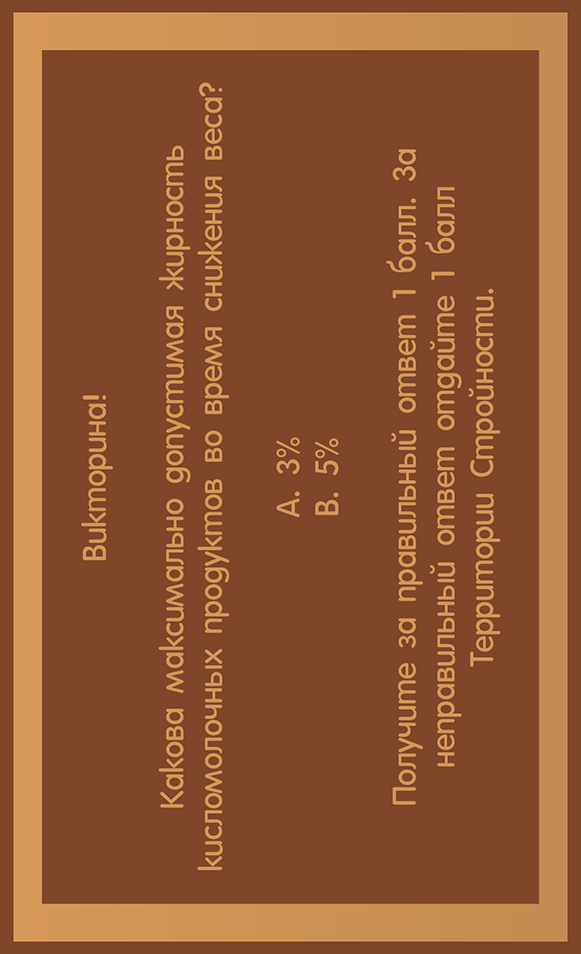 Викторина!
Какова максимально допустимая жирность
кисломолочных продуктов во время снижения веса?
А. 3%
В. 5%
Получите за правильный ответ 1 балл. За
неправильный ответ отдайте 1 балл
Территории Стройности.